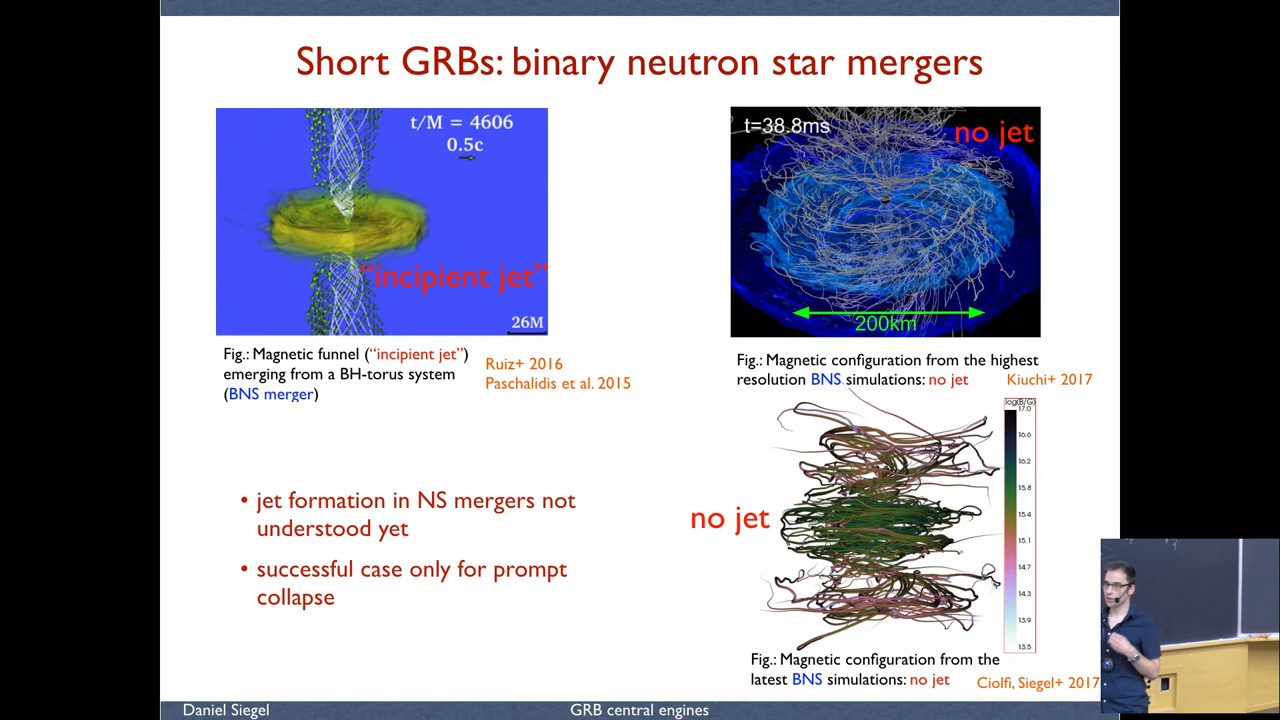 Short GRBs: binary neutron star mergers
t/M = 4606
0.5c
"incipient jet"
26M
Fig.: Magnetic funnel ("incipient jet")
emerging from a BH-torus system
(BNS merger)
Ruiz+ 2016
Paschalidis et al. 2015
t=38.8ms
no jet
200km
Fig.: Magnetic configuration from the highest
resolution BNS simulations: no jet
Kiuchi+ 2017
• jet formation in NS mergers not
understood yet
• successful case only for prompt
collapse
no jet
log(B/G)
17.0
16.6
16.2
15.8
15.4
15.1
14.7
14.3
13.9
13.5
Fig.: Magnetic configuration from the
latest BNS simulations: no jet
Ciolfi, Siegel+ 2017
Daniel Siegel
GRB central engines